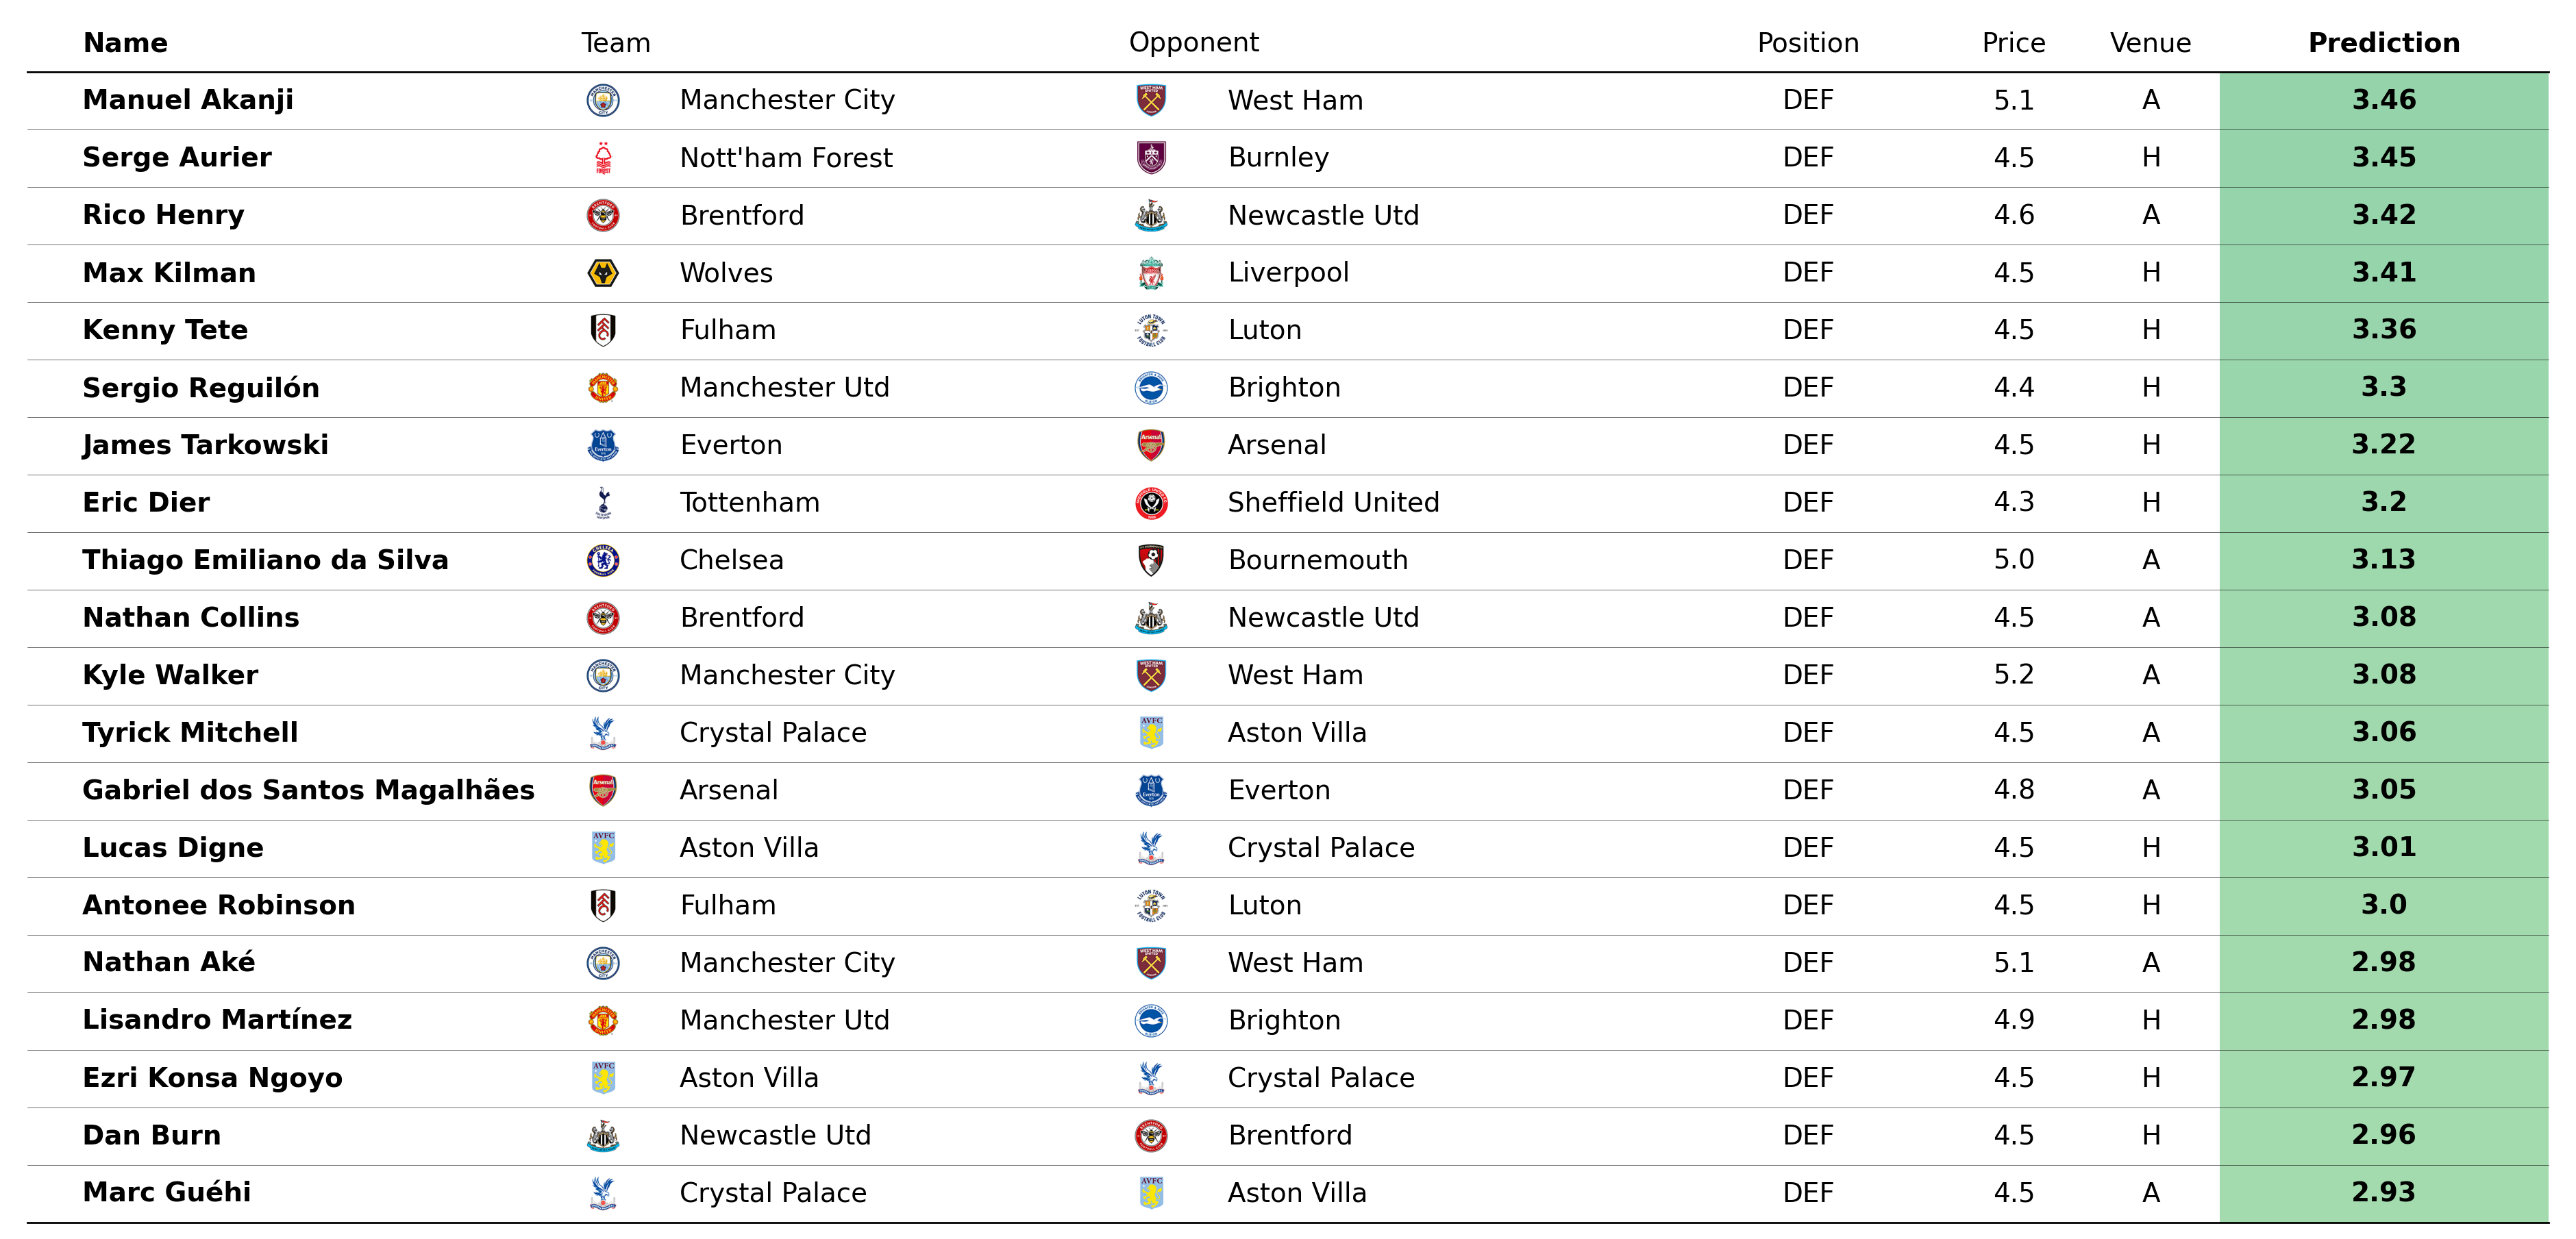 Name Team Opponent Position Price Venue Prediction
Manuel Akanji Manchester City West Ham DEF 5.1 A 3.46
Serge Aurier Nott'ham Forest Burnley DEF 4.5 H 3.45
Rico Henry Brentford Newcastle Utd DEF 4.6 A 3.42
Max Kilman Wolves Liverpool DEF 4.5 H 3.41
Kenny Tete Fulham Luton DEF 4.5 H 3.36
Sergio Reguilón Manchester Utd Brighton DEF 4.4 H 3.3
James Tarkowski Everton Arsenal DEF 4.5 H 3.22
Eric Dier Tottenham Sheffield United DEF 4.3 H 3.2
Thiago Emiliano da Silva Chelsea Bournemouth DEF 5.0 A 3.13
Nathan Collins Brentford Newcastle Utd DEF 4.5 A 3.08
Kyle Walker Manchester City West Ham DEF 5.2 A 3.08
Tyrick Mitchell Crystal Palace Aston Villa DEF 4.5 A 3.06
Gabriel dos Santos Magalhães Arsenal Everton DEF 4.8 A 3.05
Lucas Digne Aston Villa Crystal Palace DEF 4.5 H 3.01
Antonee Robinson Fulham Luton DEF 4.5 H 3.0
Nathan Aké Manchester City West Ham DEF 5.1 A 2.98
Lisandro Martínez Manchester Utd Brighton DEF 4.9 H 2.98
Ezri Konsa Ngoyo Aston Villa Crystal Palace DEF 4.5 H 2.97
Dan Burn Newcastle Utd Brentford DEF 4.5 H 2.96
Marc Guéhi Crystal Palace Aston Villa DEF 4.5 A 2.93